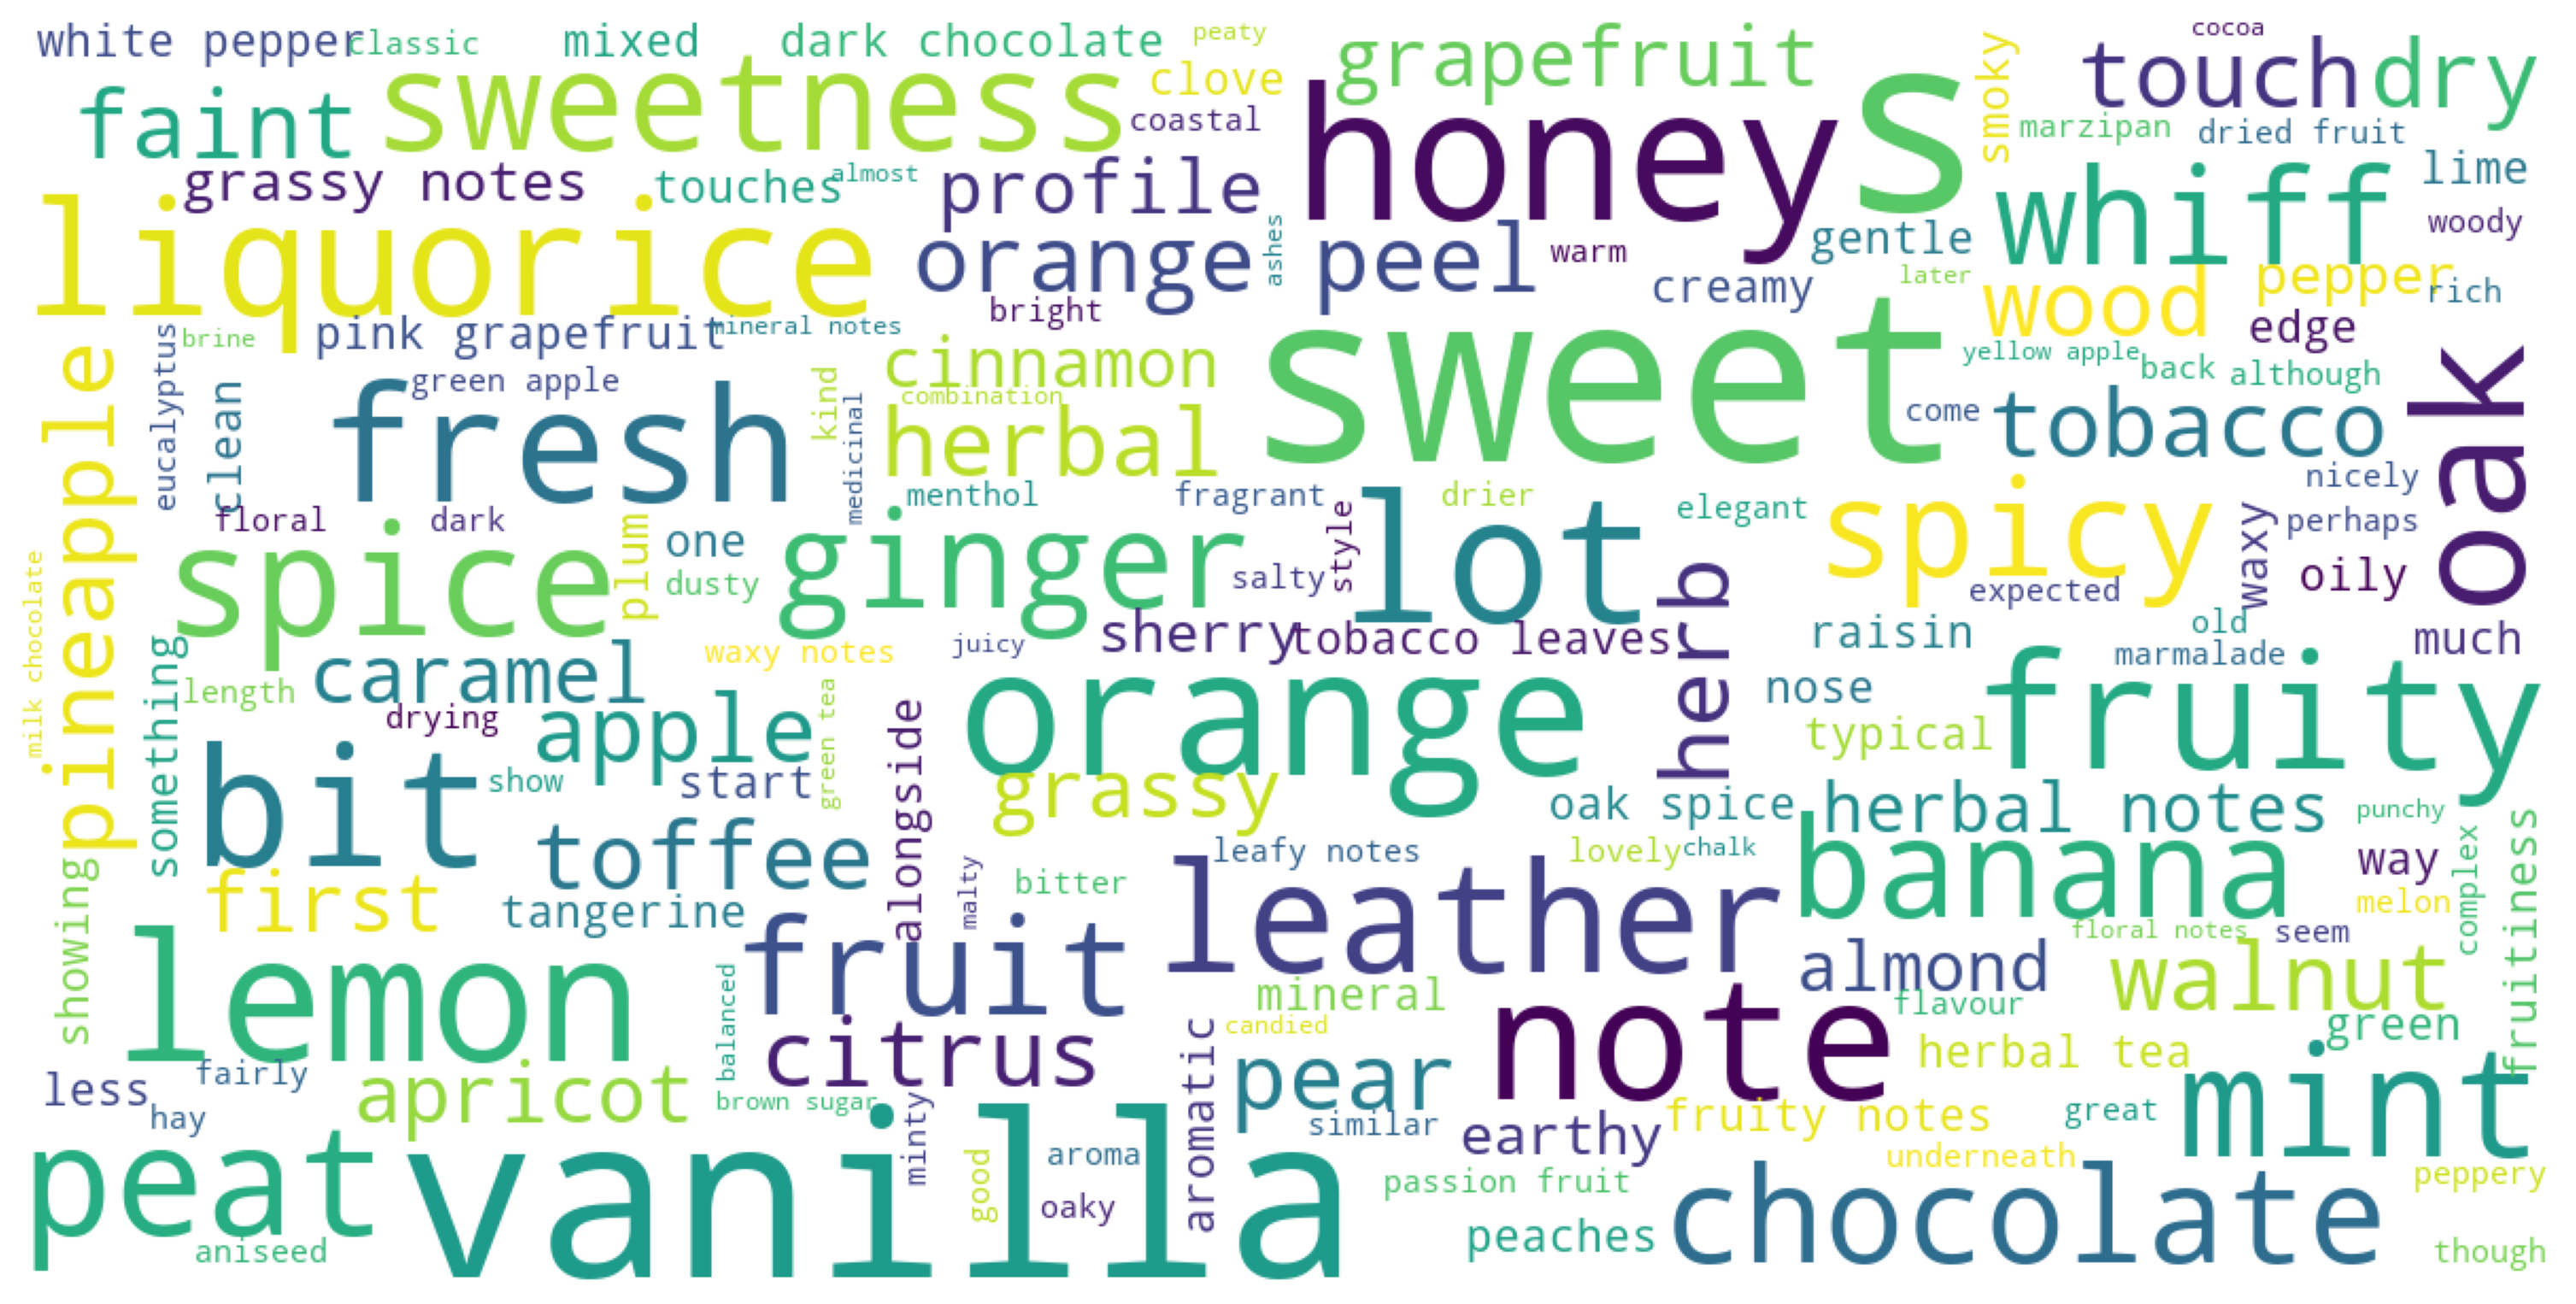 white pepper
classic
mixed
dark chocolate
peaty
grapefruit
s
smoky
cocoa
touch
dry
faint
sweetness
clove
coastal
honey
marzipan
dried fruit
grassy notes
touches
almost
profile
whiff
lime
woody
liquorice
orange peel
ashes
warm
gentle
creamy
later
wood
pepper
rich
bright
edge
eucalyptus
brine
pink grapefruit
mineral notes
cinnamon
sweet
yellow apple
back
although
oak
pineapple
clean
fresh
green apple
kind
combination
medicinal
herbal
come
tobacco
menthol
fragrant
drier
elegant
nicely
floral
dark
spice
plum
one
dusty
ginger
salty
style
lot
herb
spicy
waxy
perhaps
oily
expected
milk chocolate
something
caramel
waxy notes
juicy
sherry
tobacco leaves
raisin
old
marmalade
much
length
drying
apple
green tea
alongside
orange
nose
typical
fruity
bit
show
start
grassy
oak spice
herbal notes
punchy
complex
fruitiness
showing
first
toffee
tangerine
malty
bitter
leafy notes
lovely
chalk
leather
banana
way
melon
floral notes
seem
lemon
fruit
balanced
mineral
candied
almond
flavour
walnut
green
note
herbal tea
citrus
aromatic
pear
less
fairly
hay
apricot
brown sugar
minty
similar
earthy
fruity notes
great
mint
underneath
peat
aniseed
vanilla
good
aroma
oaky
passion fruit
peaches
chocolate
peppery
though